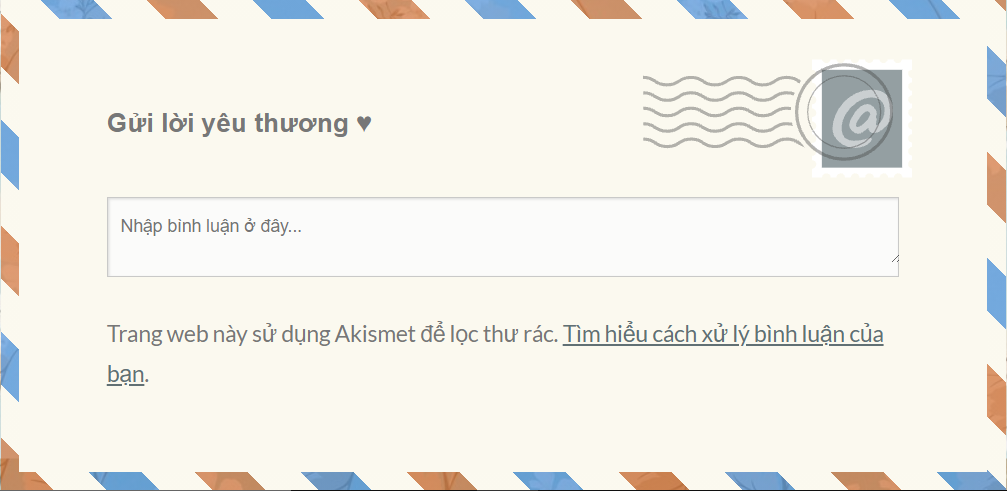 Gửi lời yêu thương ♥
@
Nhập bình luận ở đây...
Trang web này sử dụng Akismet để lọc thư rác. Tìm hiểu cách xử lý bình luận của
bạn.